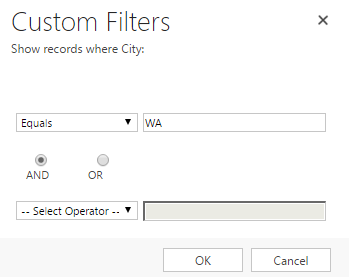 Custom Filters
Show records where City:
Equals WA
AND OR
-- Select Operator --
OK Cancel